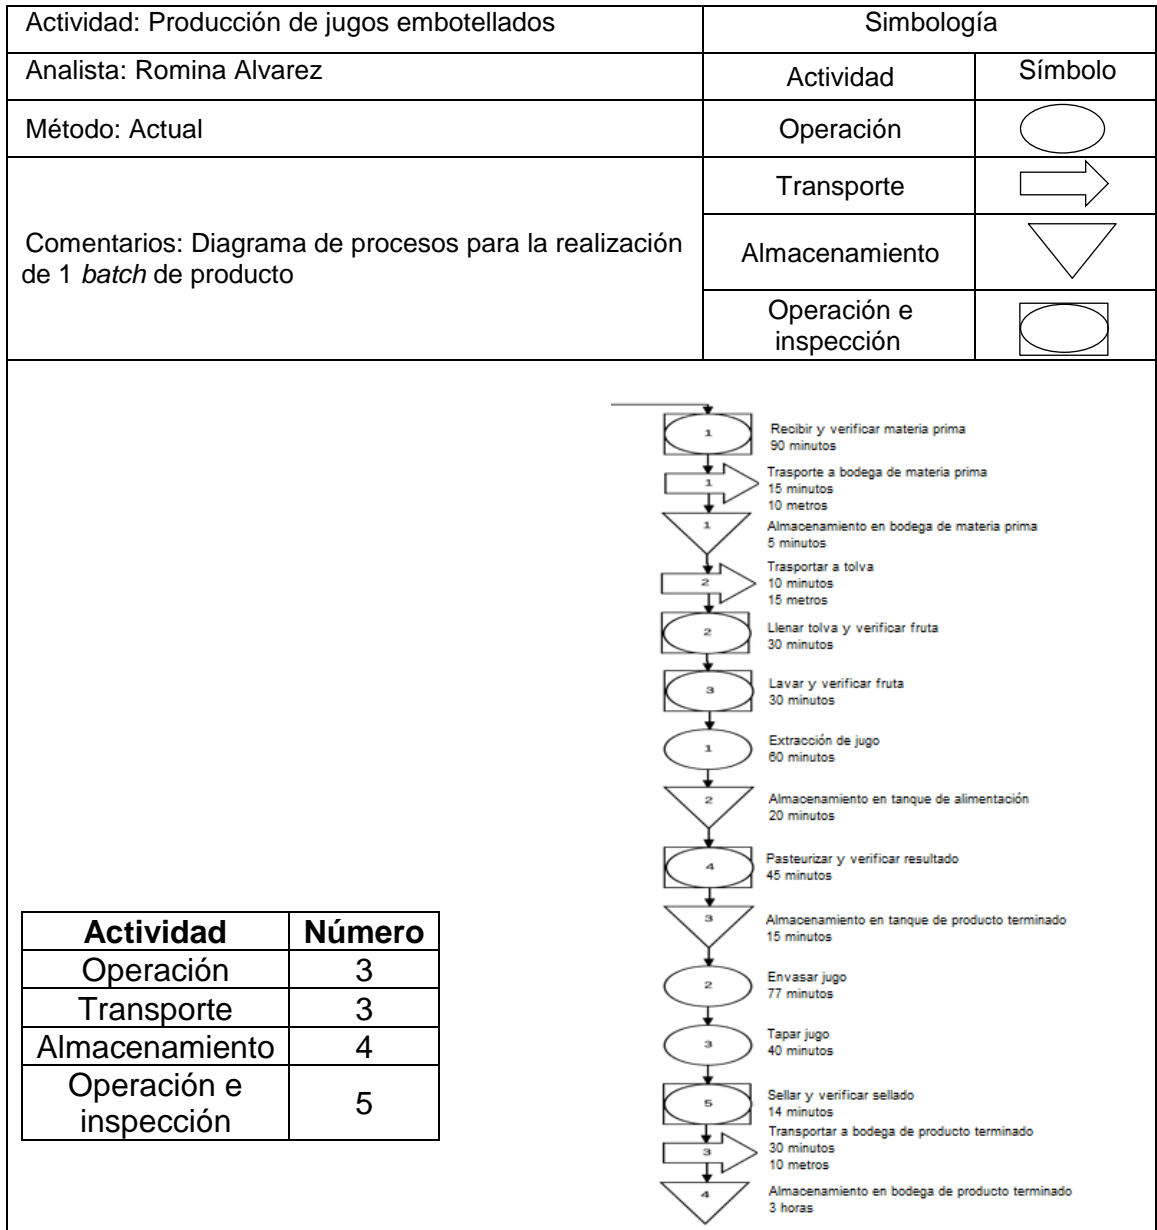 Actividad: Producción de jugos embotellados
Simbología
Analista: Romina Alvarez
Actividad
Símbolo
Método: Actual
Operación
Transporte
Comentarios: Diagrama de procesos para la realización
de 1 batch de producto
Almacenamiento
Operación e
inspección
1
Recibir y verificar materia prima
90 minutos
1
Trasporte a bodega de materia prima
15 minutos
10 metros
1
Almacenamiento en bodega de materia prima
5 minutos
2
Trasportar a tolva
10 minutos
15 metros
2
Llenar tolva y verificar fruta
30 minutos
3
Lavar y verificar fruta
30 minutos
1
Extracción de jugo
60 minutos
2
Almacenamiento en tanque de alimentación
20 minutos
4
Pasteurizar y verificar resultado
45 minutos
3
Almacenamiento en tanque de producto terminado
15 minutos
2
Envasar jugo
77 minutos
3
Tapar jugo
40 minutos
5
Sellar y verificar sellado
14 minutos
3
Transportar a bodega de producto terminado
30 minutos
10 metros
4
Almacenamiento en bodega de producto terminado
3 horas
Actividad Número
Operación 3
Transporte 3
Almacenamiento 4
Operación e
inspección 5